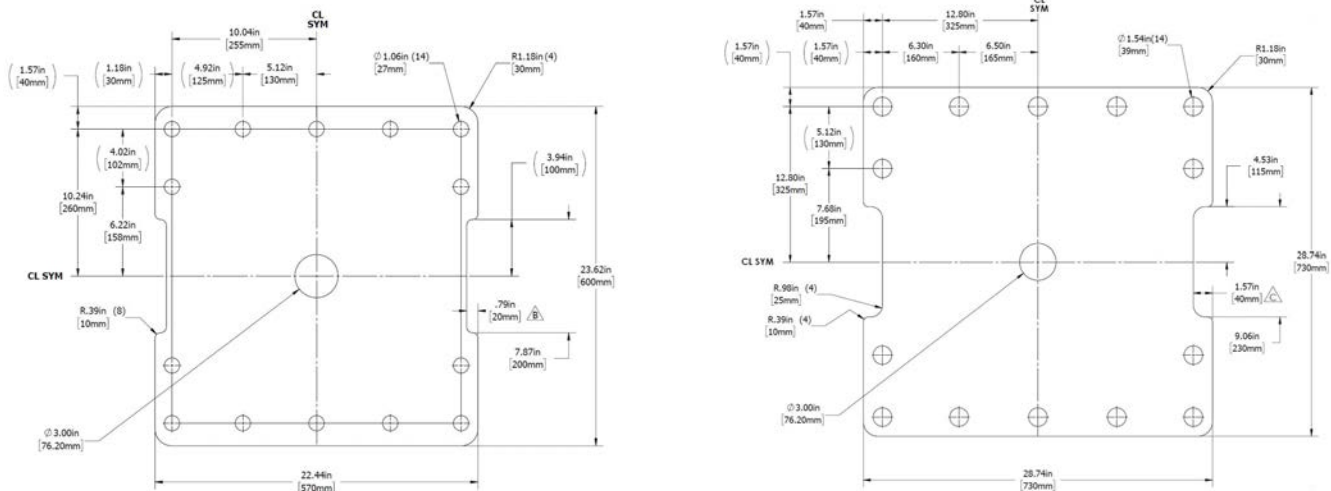 CL
SYM
10.04in
[255mm]
1.57in
[40mm]
1.18in
[30mm]
4.92in
[125mm]
5.12in
[130mm]
Ø1.06in (14)
[27mm]
R1.18in (4)
[30mm]
4.02in
[102mm]
3.94in
[100mm]
10.24in
[260mm]
6.22in
[158mm]
CL SYM
23.62in
[600mm]
R.39in (8)
[10mm]
.79in
[20mm] B
7.87in
[200mm]
Ø3.00in
[76.20mm]
22.44in
[570mm]
CL
SYM
1.57in
[40mm]
12.80in
[325mm]
1.57in
[40mm]
(1.57in
[40mm])
6.30in
[160mm]
6.50in
[165mm]
Ø1.54in(14)
[39mm]
R1.18in
[30mm]
5.12in
[130mm]
4.53in
[115mm]
12.80in
[325mm]
7.68in
[195mm]
CL SYM
28.74in
[730mm]
R.98in (4)
[25mm]
1.57in
[40mm] C
R.39in (4)
[10mm]
9.06in
[230mm]
Ø3.00in
[76.20mm]
28.74in
[730mm]